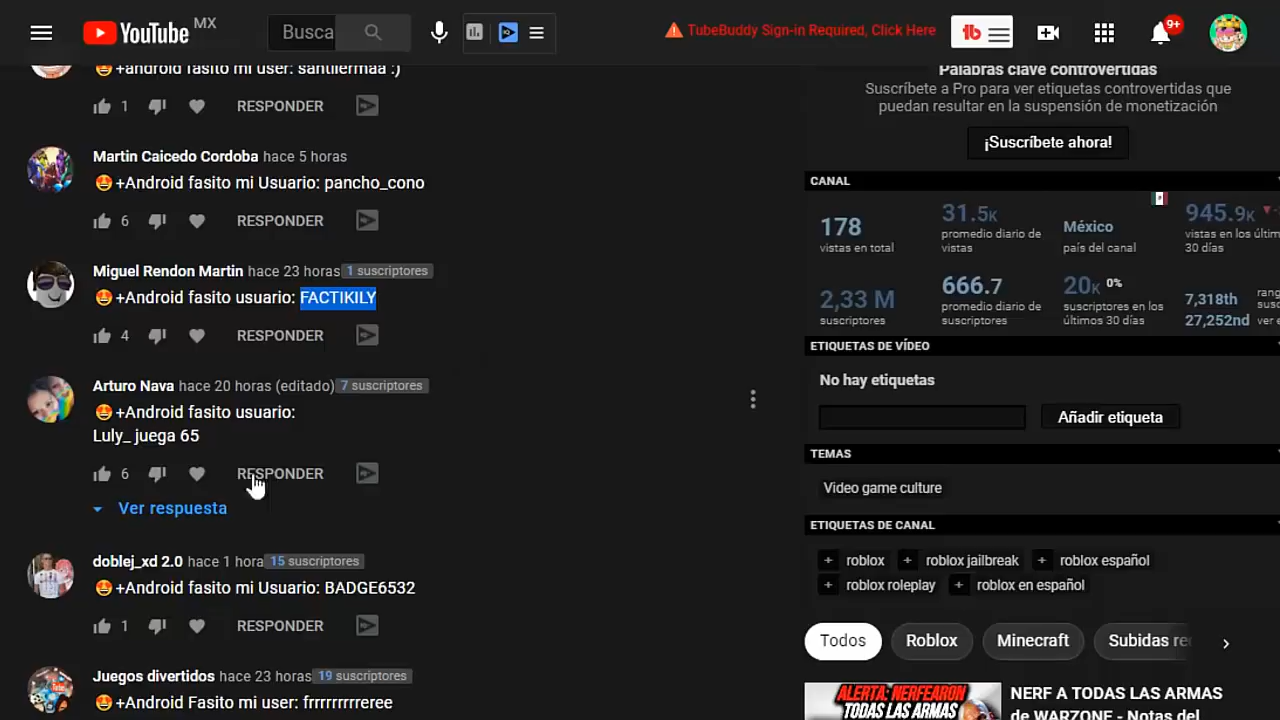 YouTube MX
Busca
TubeBuddy Sign-in Required, Click Here
9+
+android fasito mi user: santilermaa :)
1
RESPONDER
Martin Caicedo Cordoba hace 5 horas
+Android fasito mi Usuario: pancho_cono
6
RESPONDER
Miguel Rendon Martin hace 23 horas 1 suscriptores
+Android fasito usuario: FACTIKILY
4
RESPONDER
Arturo Nava hace 20 horas (editado) 7 suscriptores
+Android fasito usuario:
Luly_ juega 65
6
RESPONDER
Ver respuesta
doblej_xd 2.0 hace 1 hora 15 suscriptores
+Android fasito mi Usuario: BADGE6532
1
RESPONDER
Juegos divertidos hace 23 horas 19 suscriptores
+Android Fasito mi user: frrrrrrrreree
Palabras clave controvertidas
Suscríbete a Pro para ver etiquetas controvertidas que
puedan resultar en la suspensión de monetización
¡Suscríbete ahora!
CANAL
178
vistas en total
31.5K
promedio diario de
vistas
México
país del canal
945.9K
vistas en los últim
30 días
2,33 M
suscriptores
666.7
promedio diario de
suscriptores
20K 0%
suscriptores en los
últimos 30 días
7,318th
27,252nd
rang
susc
ver e
ETIQUETAS DE VÍDEO
No hay etiquetas
Añadir etiqueta
TEMAS
Video game culture
ETIQUETAS DE CANAL
+ roblox + roblox jailbreak + roblox español
+ roblox roleplay + roblox en español
Todos Roblox Minecraft Subidas re
ALERTA: NERFEARON
TODAS LAS ARMAS
NERF A TODAS LAS ARMAS
de WARZONE - Notas del